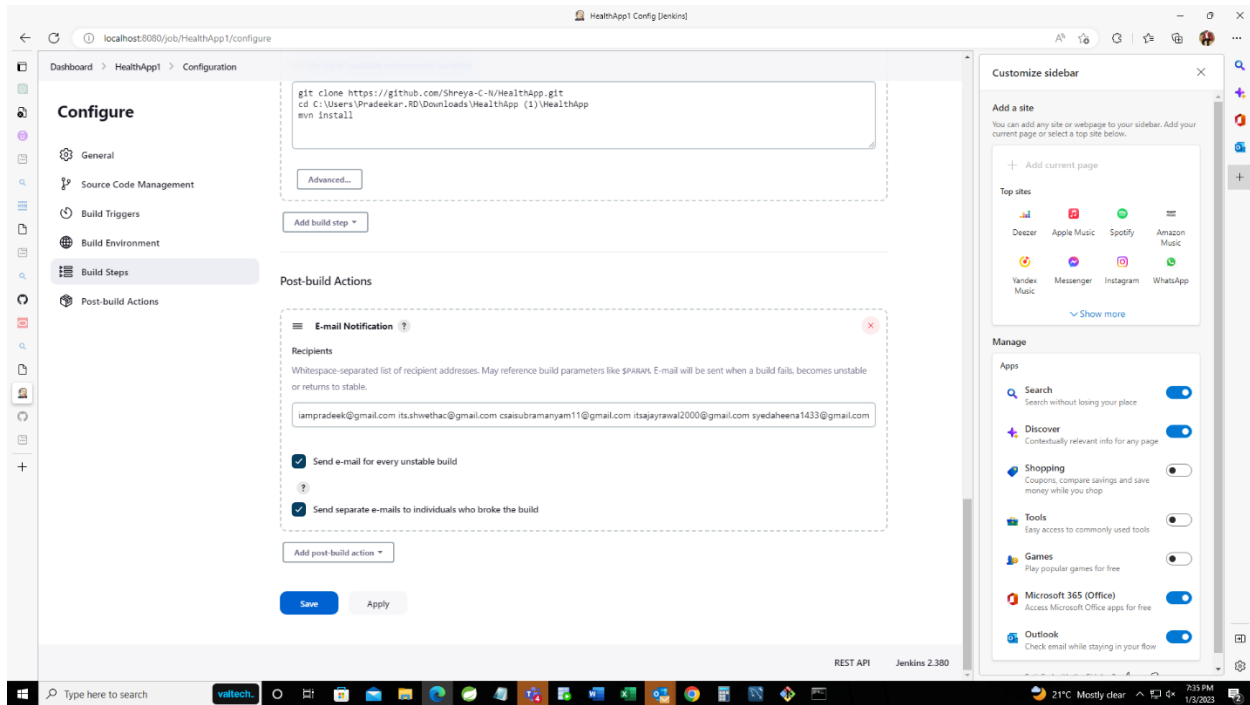 HealthApp1 Config [Jenkins]
localhost:8080/job/HealthApp1/configure
Dashboard > HealthApp1 > Configuration
Configure
General
Source Code Management
Build Triggers
Build Environment
Build Steps
Post-build Actions
git clone https://github.com/Shreya-C-N/HealthApp.git
cd C:\Users\Pradeekar.RD\Downloads\HealthApp (1)\HealthApp
mvn install
Advanced...
Add build step
Post-build Actions
E-mail Notification ?
Recipients
Whitespace-separated list of recipient addresses. May reference build parameters like $PARAM. E-mail will be sent when a build fails, becomes unstable
or returns to stable.
iampradeek@gmail.com its.shwethac@gmail.com csaisubramanyam11@gmail.com itsajayrawal2000@gmail.com syedaheena1433@gmail.com
Send e-mail for every unstable build
?
Send separate e-mails to individuals who broke the build
Add post-build action
Save
Apply
REST API
Jenkins 2.380
Customize sidebar
Add a site
You can add any site or webpage to your sidebar. Add your
current page or select a top site below.
Add current page
Top sites
Deezer
Apple Music
Spotify
Amazon
Music
Yandex
Music
Messenger
Instagram
WhatsApp
Show more
Manage
Apps
Search
Search without losing your place
Discover
Contextually relevant info for any page
Shopping
Coupons, compare savings and save
money while you shop
Tools
Easy access to commonly used tools
Games
Play popular games for free
Microsoft 365 (Office)
Access Microsoft Office apps for free
Outlook
Check email while staying in your flow
Type here to search
valtech.
21°C Mostly clear
7:35 PM
1/3/2023